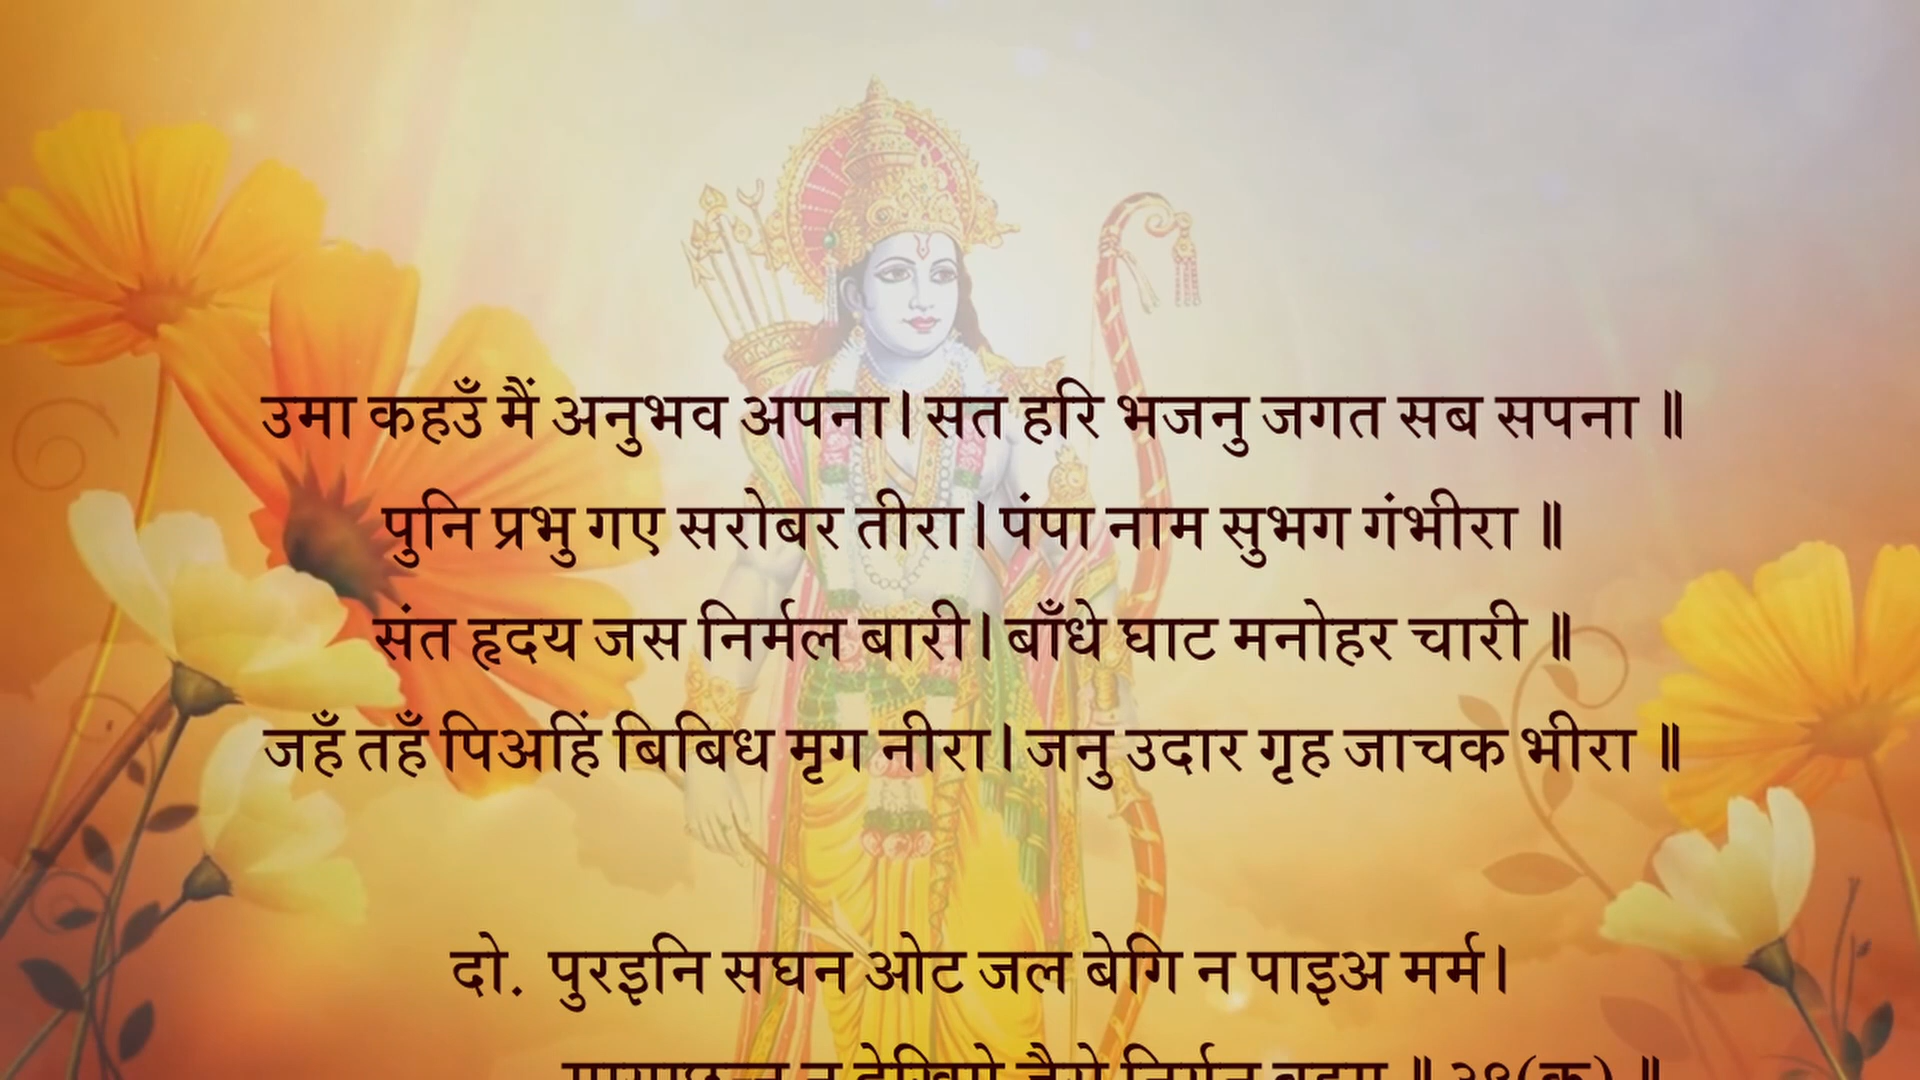 उमा कहउँ मैं अनुभव अपना। सत हरि भजनु जगत सब सपना ॥
पुनि प्रभु गए सरोबर तीरा। पंपा नाम सुभग गंभीरा ॥
संत हृदय जस निर्मल बारी। बाँधे घाट मनोहर चारी ॥
जहँ तहँ पिअहिं बिबिध मृग नीरा। जनु उदार गृह जाचक भीरा ॥
दो. पुरइनि सघन ओट जल बेगि न पाइअ मर्म।